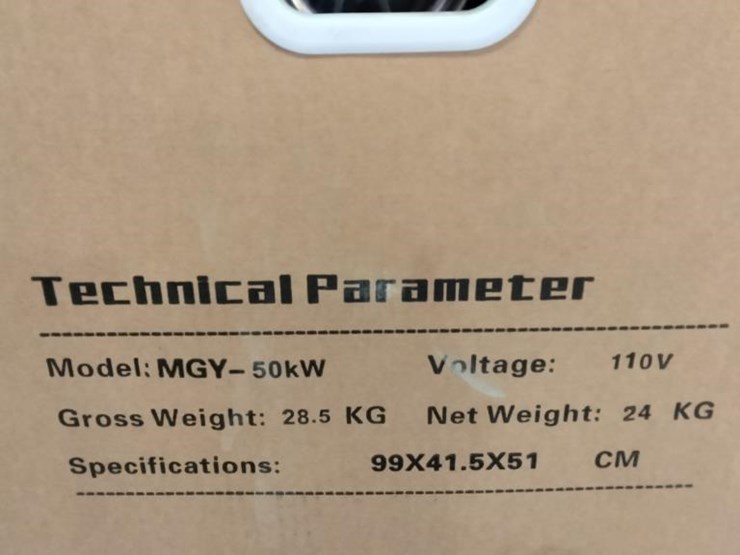 Technical Parameter
Model: MGY-50kW Voltage: 110V
Gross Weight: 28.5 KG Net Weight: 24 KG
Specifications: 99X41.5X51 CM